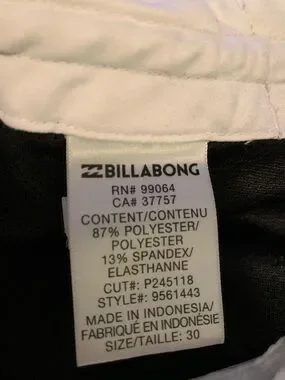 BILLABONG
RN# 99064
CA# 37757
CONTENT/CONTENU
87% POLYESTER/
POLYESTER
13% SPANDEX/
ELASTHANNE
CUT#: P245118
STYLE#: 9561443
MADE IN INDONESIA/
FABRIQUÉ EN INDONÉSIE
SIZE/TAILLE: 30